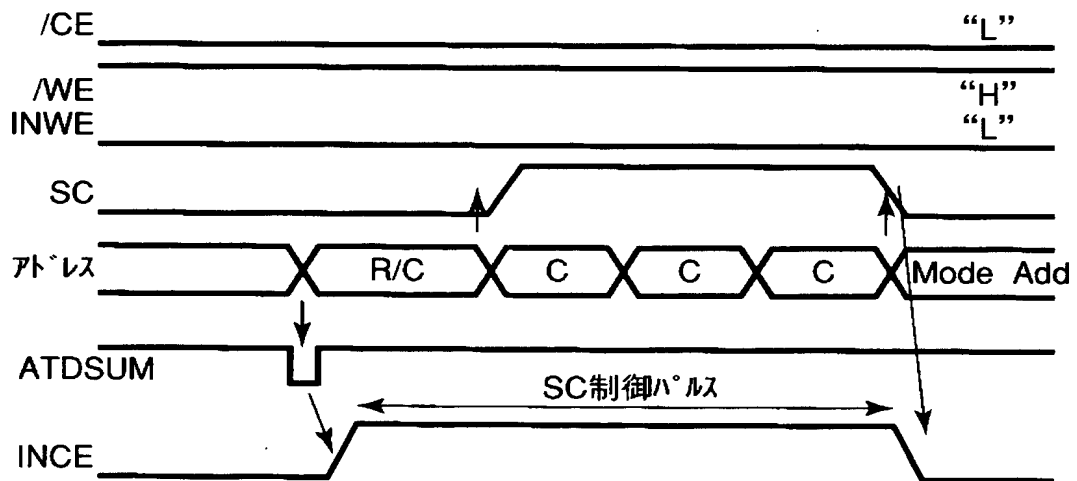 /CE “L”
/WE “H”
INWE “L”
SC
ｱﾄﾞﾚｽ R/C C C C Mode Add
ATDSUM
SC制御ﾊﾟﾙｽ
INCE